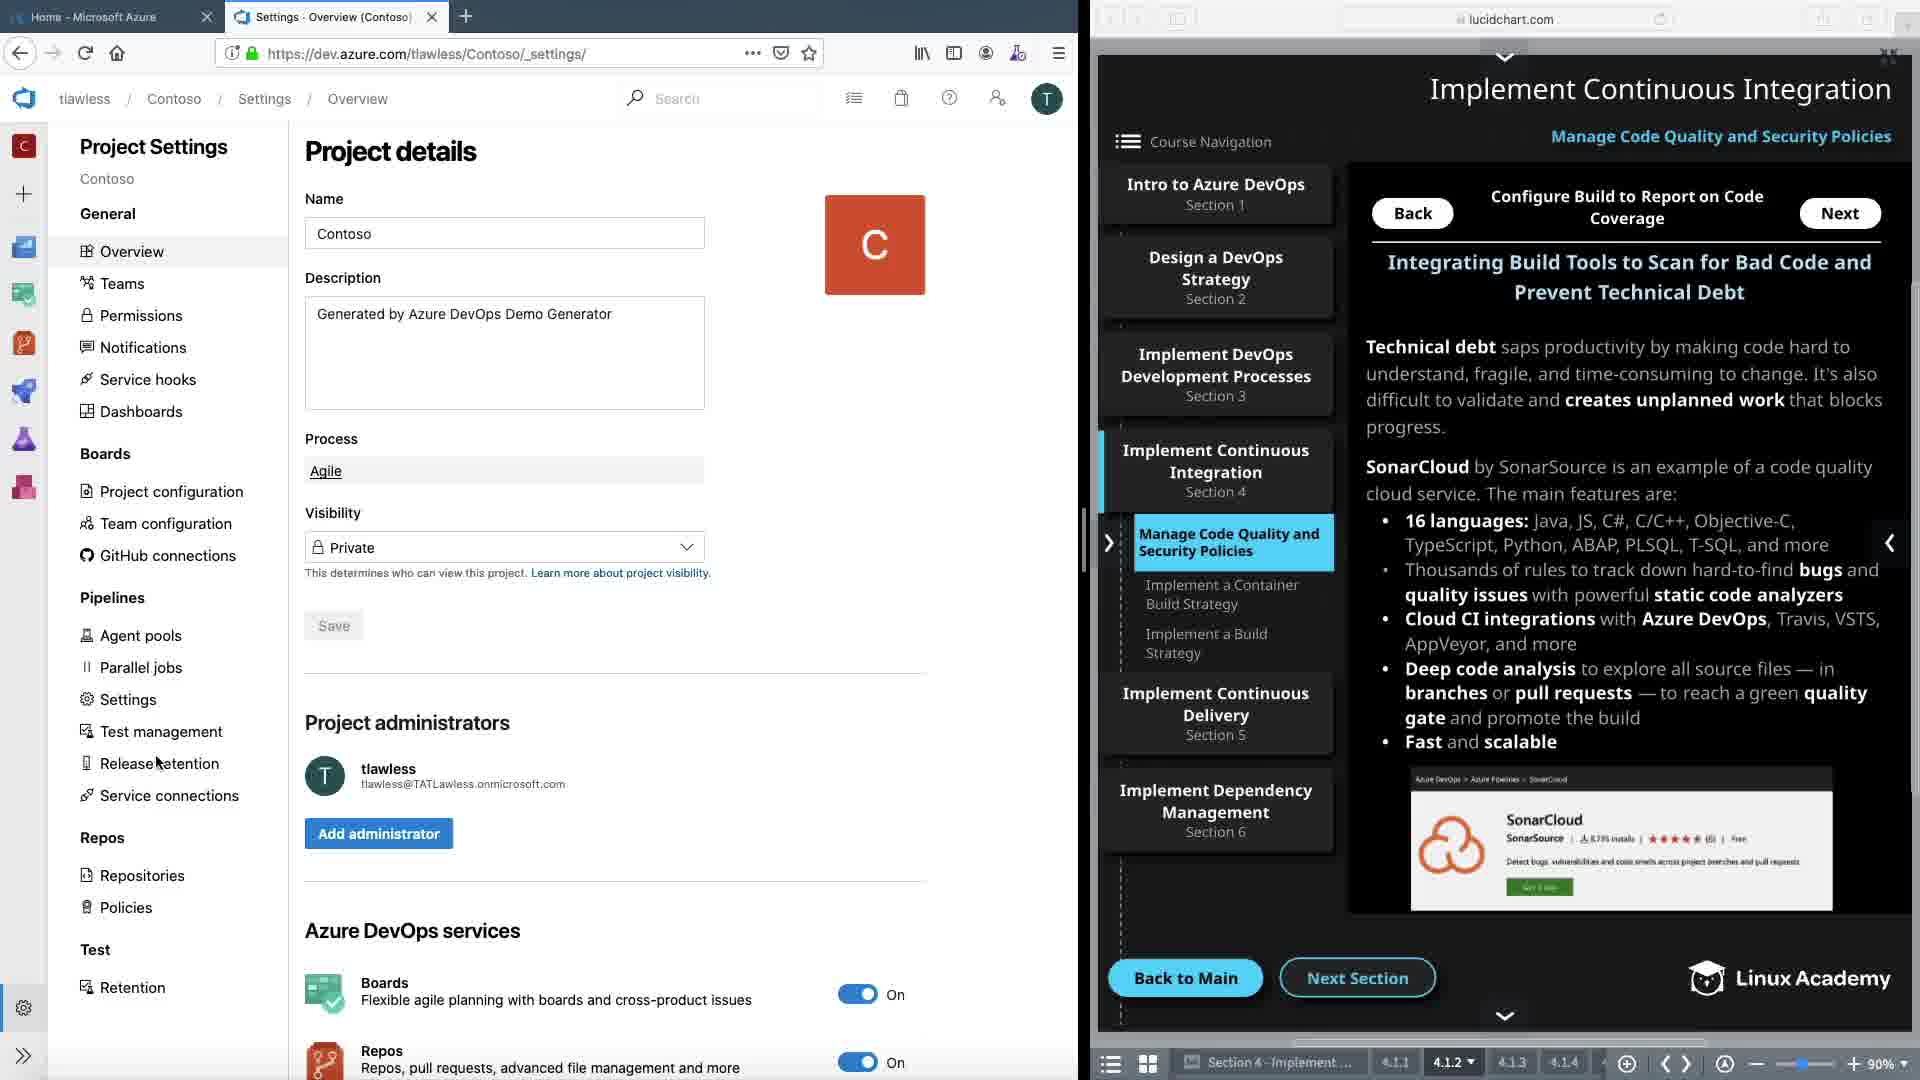 Home - Microsoft Azure
Settings · Overview (Contoso)
https://dev.azure.com/tlawless/Contoso/_settings/
tlawless / Contoso / Settings / Overview
Search
T
C
Project Settings
Contoso
General
Overview
Teams
Permissions
Notifications
Service hooks
Dashboards
Boards
Project configuration
Team configuration
GitHub connections
Pipelines
Agent pools
Parallel jobs
Settings
Test management
Release retention
Service connections
Repos
Repositories
Policies
Test
Retention
Project details
Name
Contoso
C
Description
Generated by Azure DevOps Demo Generator
Process
Agile
Visibility
Private
This determines who can view this project. Learn more about project visibility.
Save
Project administrators
T
tlawless
tlawless@TATLawless.onmicrosoft.com
Add administrator
Azure DevOps services
Boards
Flexible agile planning with boards and cross-product issues
On
Repos
Repos, pull requests, advanced file management and more
On
lucidchart.com
Implement Continuous Integration
Manage Code Quality and Security Policies
Course Navigation
Intro to Azure DevOps
Section 1
Design a DevOps
Strategy
Section 2
Implement DevOps
Development Processes
Section 3
Implement Continuous
Integration
Section 4
Manage Code Quality and
Security Policies
Implement a Container
Build Strategy
Implement a Build
Strategy
Implement Continuous
Delivery
Section 5
Implement Dependency
Management
Section 6
Back
Configure Build to Report on Code
Coverage
Next
Integrating Build Tools to Scan for Bad Code and
Prevent Technical Debt
Technical debt saps productivity by making code hard to
understand, fragile, and time-consuming to change. It's also
difficult to validate and creates unplanned work that blocks
progress.
SonarCloud by SonarSource is an example of a code quality
cloud service. The main features are:
• 16 languages: Java, JS, C#, C/C++, Objective-C,
TypeScript, Python, ABAP, PLSQL, T-SQL, and more
• Thousands of rules to track down hard-to-find bugs and
quality issues with powerful static code analyzers
• Cloud CI integrations with Azure DevOps, Travis, VSTS,
AppVeyor, and more
• Deep code analysis to explore all source files — in
branches or pull requests — to reach a green quality
gate and promote the build
• Fast and scalable
Azure DevOps > Azure Pipelines > SonarCloud
SonarCloud
SonarSource | installs | (6) | Free
Detect bugs, vulnerabilities and code smells across project branches and pull requests
Back to Main
Next Section
Linux Academy
Section 4 - Implement ...
4.1.1
4.1.2
4.1.3
4.1.4
90%